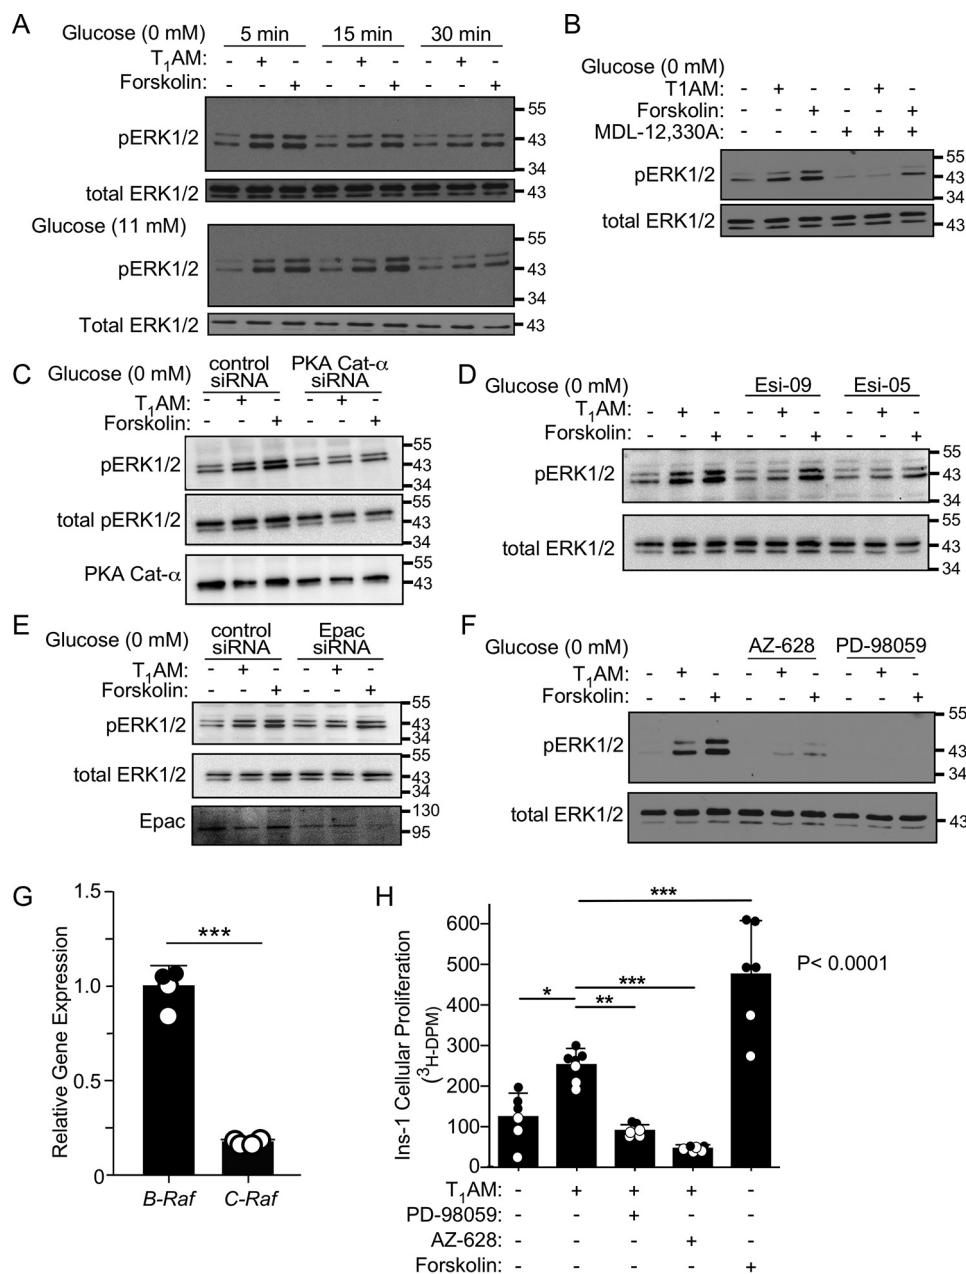 A
Glucose (0 mM)
5 min 15 min 30 min
T1AM: - + - - + - - + -
Forskolin: - - + - - + - - +
pERK1/2
55
43
34
total ERK1/2
43
Glucose (11 mM)
pERK1/2
55
43
34
Total ERK1/2
43
B
Glucose (0 mM)
T1AM: - + - - + -
Forskolin: - - + - - +
MDL-12,330A: - - - + + +
pERK1/2
55
43
34
total ERK1/2
43
C
Glucose (0 mM)
control siRNA
PKA Cat-α siRNA
T1AM: - + - - + -
Forskolin: - - + - - +
pERK1/2
55
43
34
total pERK1/2
55
43
34
PKA Cat-α
55
43
D
Glucose (0 mM)
Esi-09 Esi-05
T1AM: - + - - + - - + -
Forskolin: - - + - - + - - +
pERK1/2
55
43
34
total ERK1/2
55
43
34
E
Glucose (0 mM)
control siRNA
Epac siRNA
T1AM: - + - - + -
Forskolin: - - + - - +
pERK1/2
55
43
34
total ERK1/2
55
43
34
Epac
130
95
F
Glucose (0 mM)
AZ-628 PD-98059
T1AM: - + - - + - - + -
Forskolin: - - + - - + - - +
pERK1/2
55
43
34
total ERK1/2
43
G
Relative Gene Expression
1.5
1.0
0.5
0
***
B-Raf C-Raf
H
Ins-1 Cellular Proliferation
(3H-DPM)
600
500
400
300
200
100
0
***
***
*
**
P< 0.0001
T1AM: - + + + -
PD-98059: - - + - -
AZ-628: - - - + -
Forskolin: - - - - +